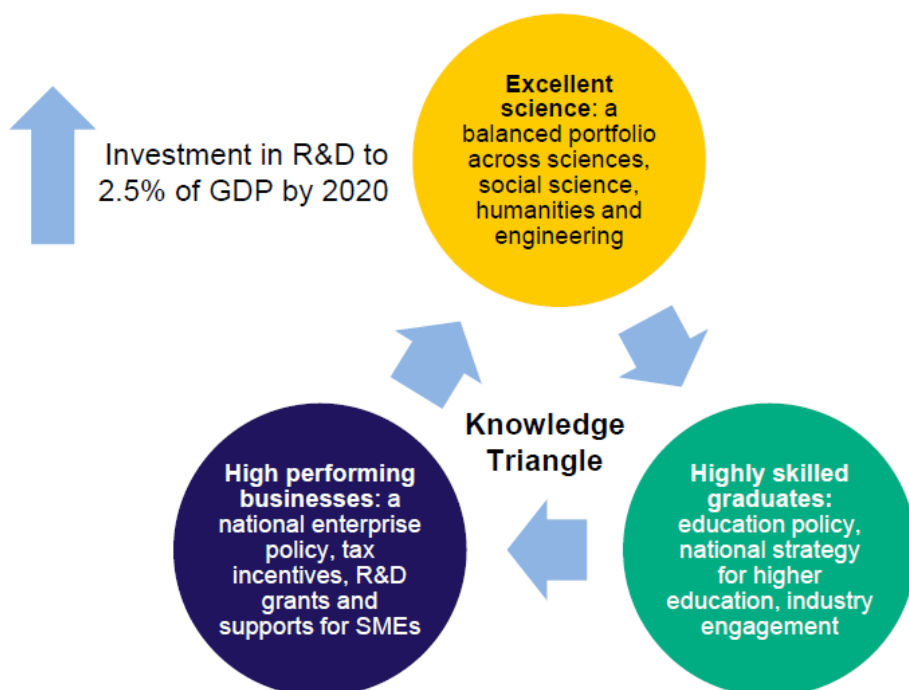 Excellent
science: a
balanced portfolio
across sciences,
social science,
humanities and
engineering
Investment in R&D to
2.5% of GDP by 2020
Knowledge
Triangle
High performing
businesses: a
national enterprise
policy, tax
incentives, R&D
grants and
supports for SMEs
Highly skilled
graduates:
education policy,
national strategy
for higher
education, industry
engagement